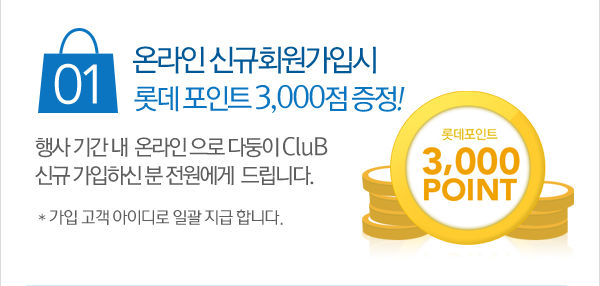 01
온라인 신규회원가입시
롯데 포인트 3,000점 증정!
행사 기간 내 온라인 으로 다둥이 CluB
신규 가입하신 분 전원에게 드립니다.
* 가입 고객 아이디로 일괄 지급 합니다.
롯데포인트
3,000
POINT